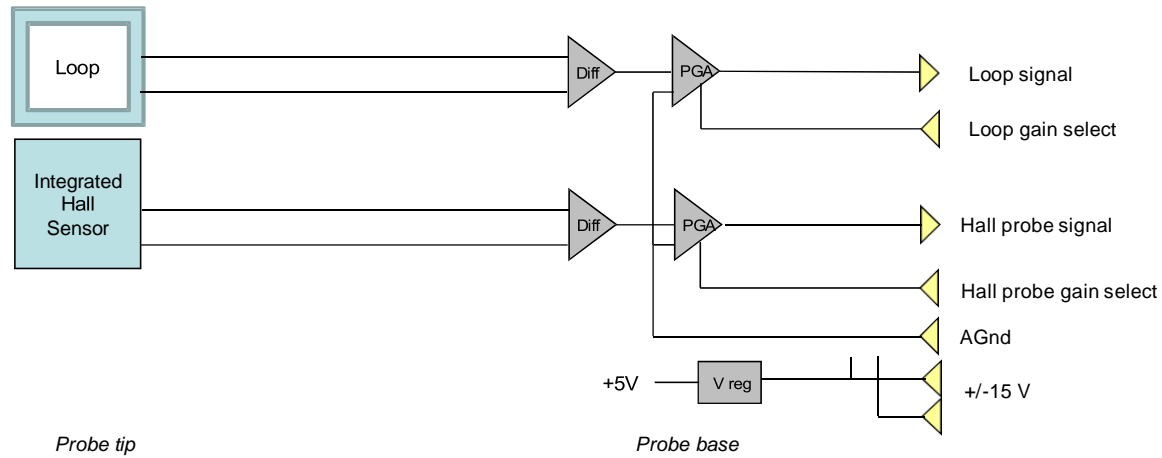 Loop
Diff
PGA
Loop signal
Loop gain select
Integrated
Hall
Sensor
Diff
PGA
Hall probe signal
Hall probe gain select
AGnd
+5V
V reg
+/-15 V
Probe tip
Probe base